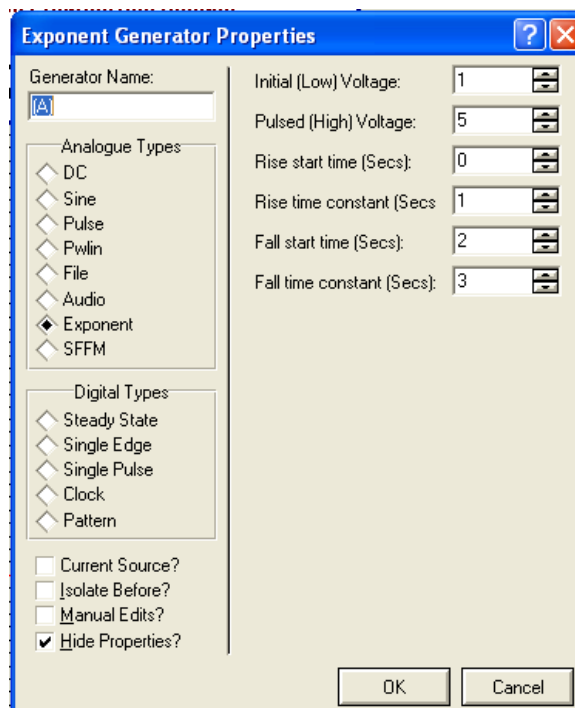 Exponent Generator Properties
Generator Name:
(A)
Analogue Types
DC
Sine
Pulse
Pwlin
File
Audio
Exponent
SFFM
Digital Types
Steady State
Single Edge
Single Pulse
Clock
Pattern
Current Source?
Isolate Before?
Manual Edits?
Hide Properties?
Initial (Low) Voltage: 1
Pulsed (High) Voltage: 5
Rise start time (Secs): 0
Rise time constant (Secs 1
Fall start time (Secs): 2
Fall time constant (Secs): 3
OK Cancel